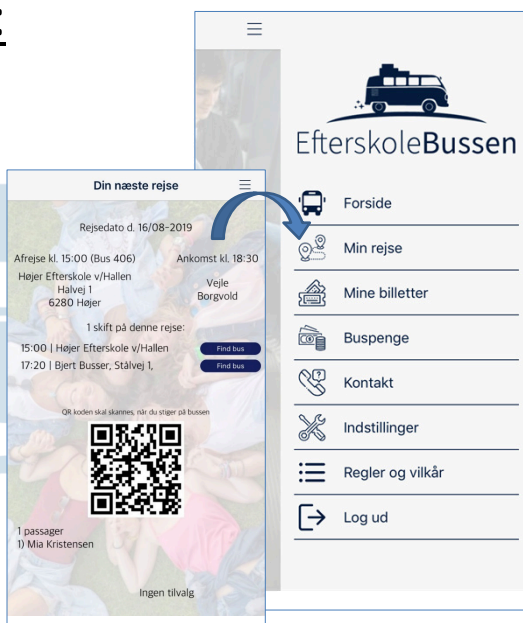 Din næste rejse
Rejsedato d. 16/08-2019
Afrejse kl. 15:00 (Bus 406)
Højer Efterskole v/Hallen
Halvej 1
6280 Højer
Ankomst kl. 18:30
Vejle
Borgvold
1 skift på denne rejse:
15:00 | Højer Efterskole v/Hallen
Find bus
17:20 | Bjert Busser, Stålvej 1,
Find bus
QR koden skal skannes, når du stiger på bussen
1 passager
1) Mia Kristensen
Ingen tilvalg
EfterskoleBussen
Forside
Min rejse
Mine billetter
Buspenge
Kontakt
Indstillinger
Regler og vilkår
Log ud